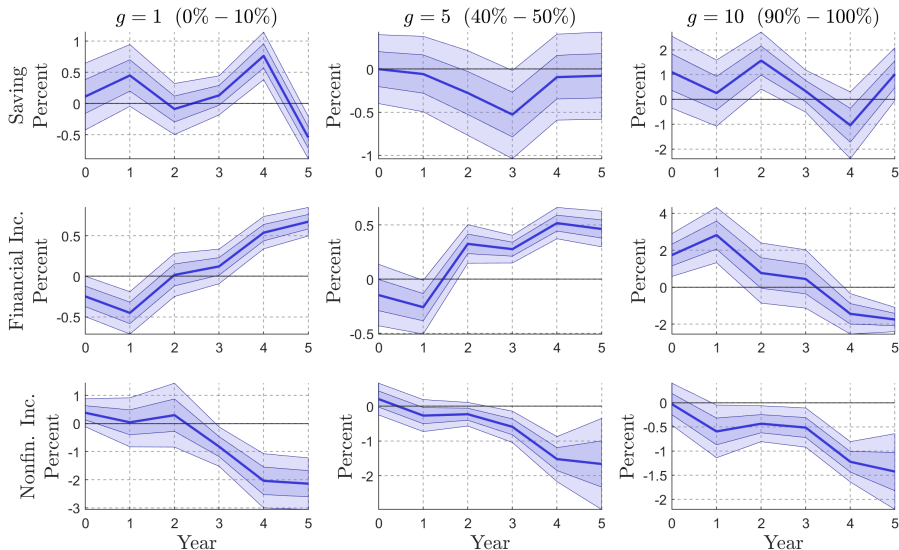 g = 1 (0% − 10%)
g = 5 (40% − 50%)
g = 10 (90% − 100%)
Saving
Percent
1
0.5
0
-0.5
0 1 2 3 4 5
Percent
0
-0.5
-1
0 1 2 3 4 5
Percent
2
1
0
-1
-2
0 1 2 3 4 5
Financial Inc.
Percent
0.5
0
-0.5
0 1 2 3 4 5
Percent
0.5
0
-0.5
0 1 2 3 4 5
Percent
4
2
0
-2
0 1 2 3 4 5
Nonfin. Inc.
Percent
1
0
-1
-2
-3
0 1 2 3 4 5
Year
Percent
0
-1
-2
0 1 2 3 4 5
Year
Percent
0
-0.5
-1
-1.5
-2
0 1 2 3 4 5
Year